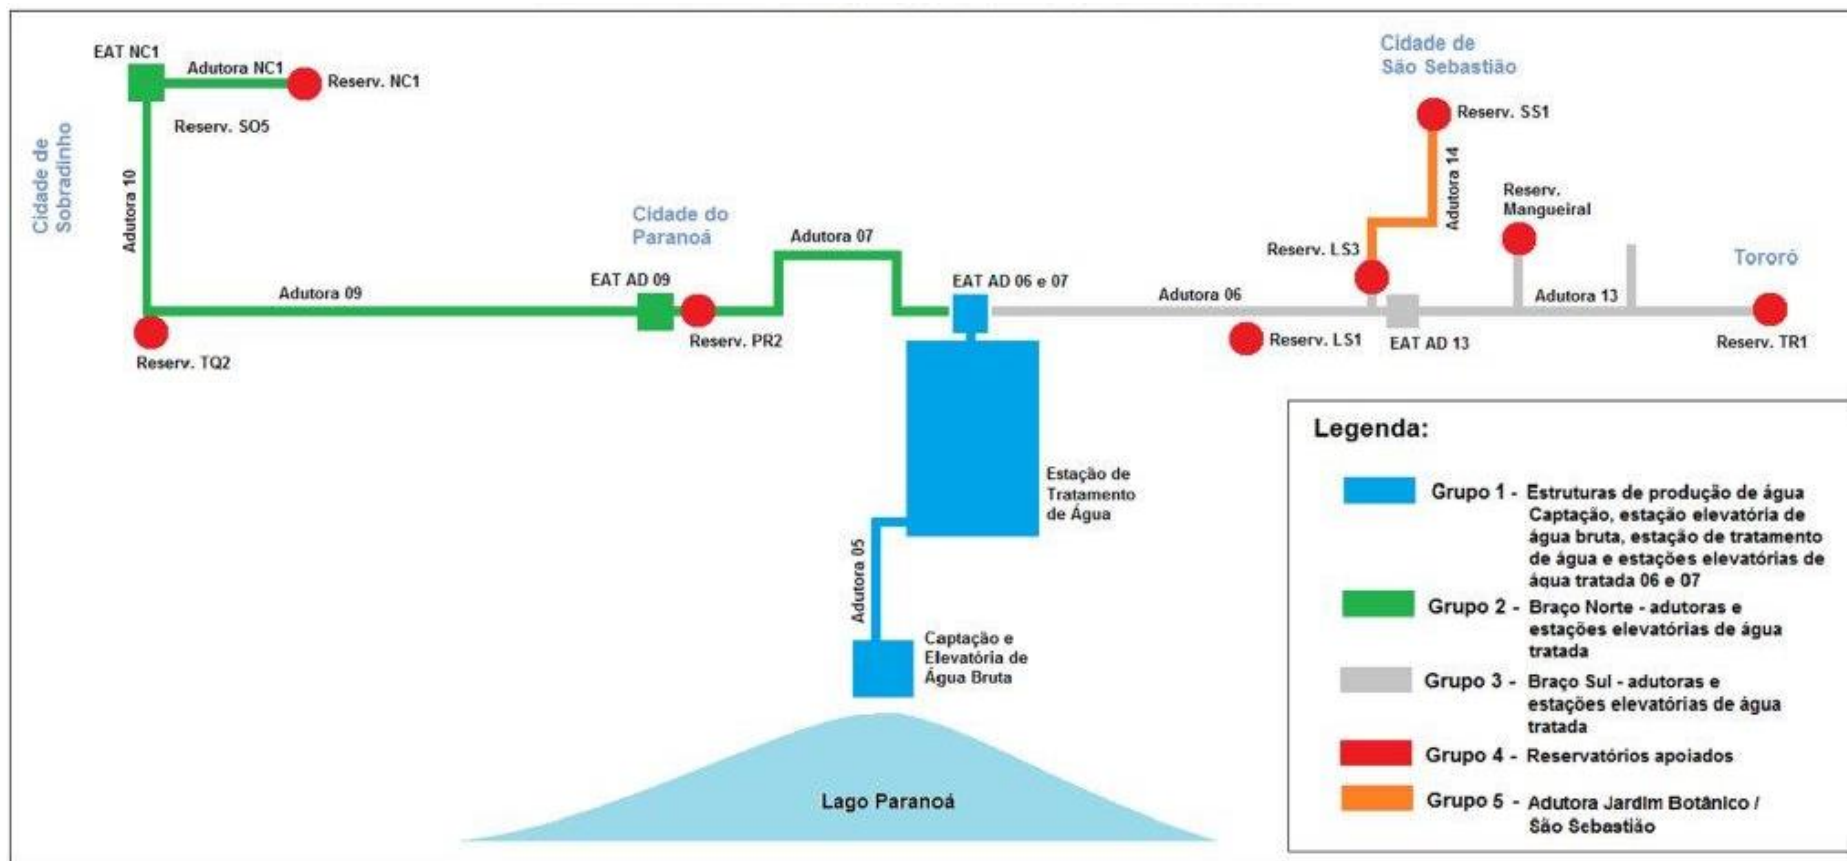 EAT NC1
Adutora NC1
Reserv. NC1
Reserv. SO5
Cidade de
Sobradinho
Adutora 10
Adutora 09
Reserv. TQ2
Cidade do
Paranoá
EAT AD 09
Reserv. PR2
Adutora 07
EAT AD 06 e 07
Adutora 06
Reserv. LS1
Reserv. LS3
EAT AD 13
Cidade de
São Sebastião
Reserv. SS1
Adutora 14
Reserv.
Mangueiral
Adutora 13
Tororó
Reserv. TR1
Estação de
Tratamento
de Água
Adutora 05
Captação e
Elevatória de
Água Bruta
Lago Paranoá
Legenda:
Grupo 1 - Estruturas de produção de água
Captação, estação elevatória de
água bruta, estação de tratamento
de água e estações elevatórias de
água tratada 06 e 07
Grupo 2 - Braço Norte - adutoras e
estações elevatórias de água
tratada
Grupo 3 - Braço Sul - adutoras e
estações elevatórias de água
tratada
Grupo 4 - Reservatórios apoiados
Grupo 5 - Adutora Jardim Botânico /
São Sebastião